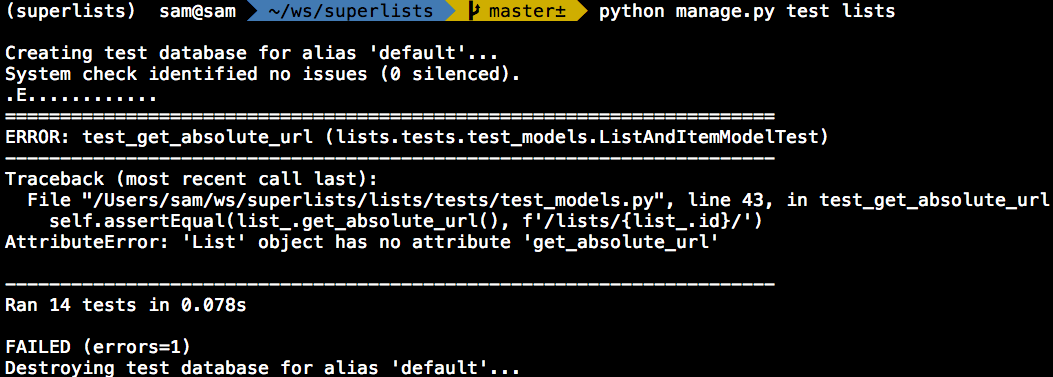 (superlists) sam@sam ~/ws/superlists master± python manage.py test lists
Creating test database for alias 'default'...
System check identified no issues (0 silenced).
.E............
======================================================================
ERROR: test_get_absolute_url (lists.tests.test_models.ListAndItemModelTest)
----------------------------------------------------------------------
Traceback (most recent call last):
  File "/Users/sam/ws/superlists/lists/tests/test_models.py", line 43, in test_get_absolute_url
    self.assertEqual(list_.get_absolute_url(), f'/lists/{list_.id}/')
AttributeError: 'List' object has no attribute 'get_absolute_url'
----------------------------------------------------------------------
Ran 14 tests in 0.078s
FAILED (errors=1)
Destroying test database for alias 'default'...